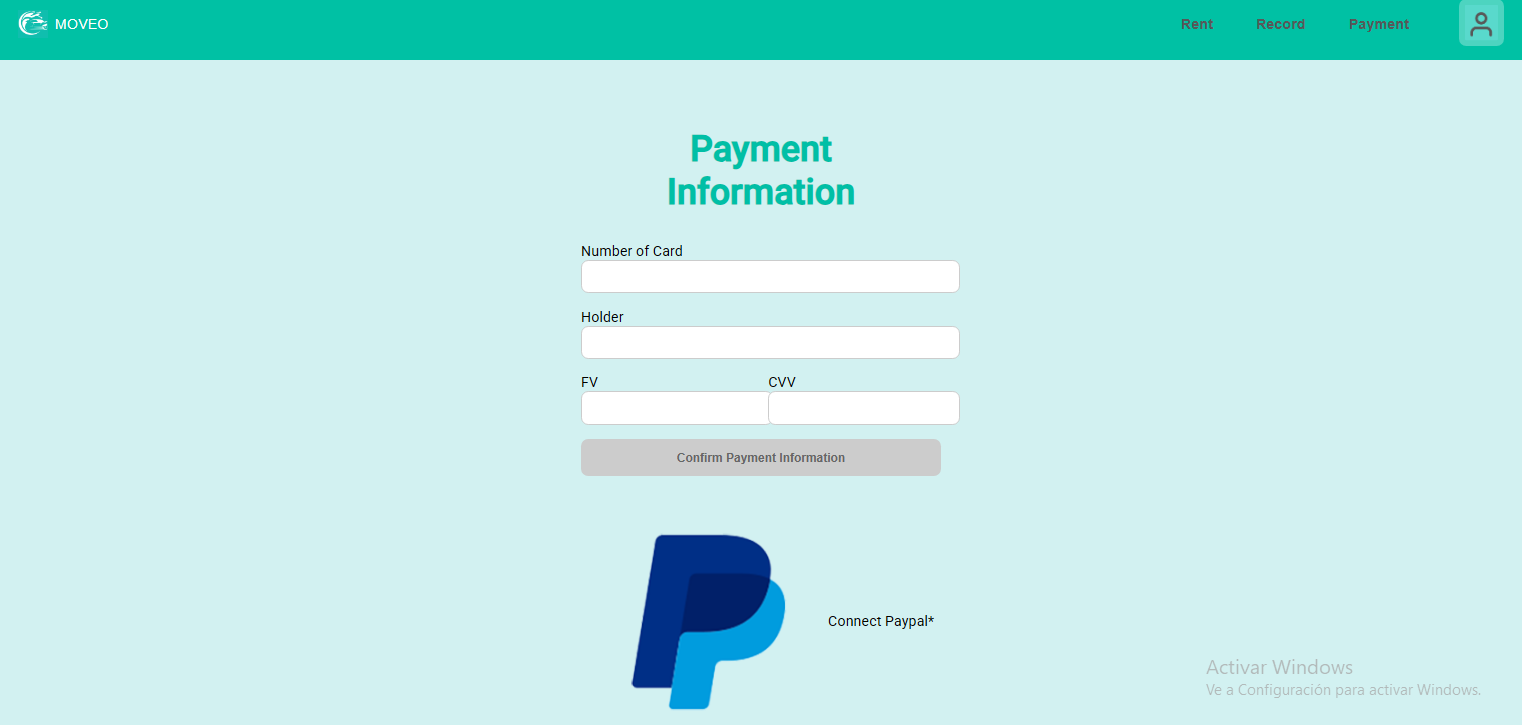 MOVEO
Rent
Record
Payment
Payment
Information
Number of Card
Holder
FV
CVV
Confirm Payment Information
Connect Paypal*
Activar Windows
Ve a Configuración para activar Windows.